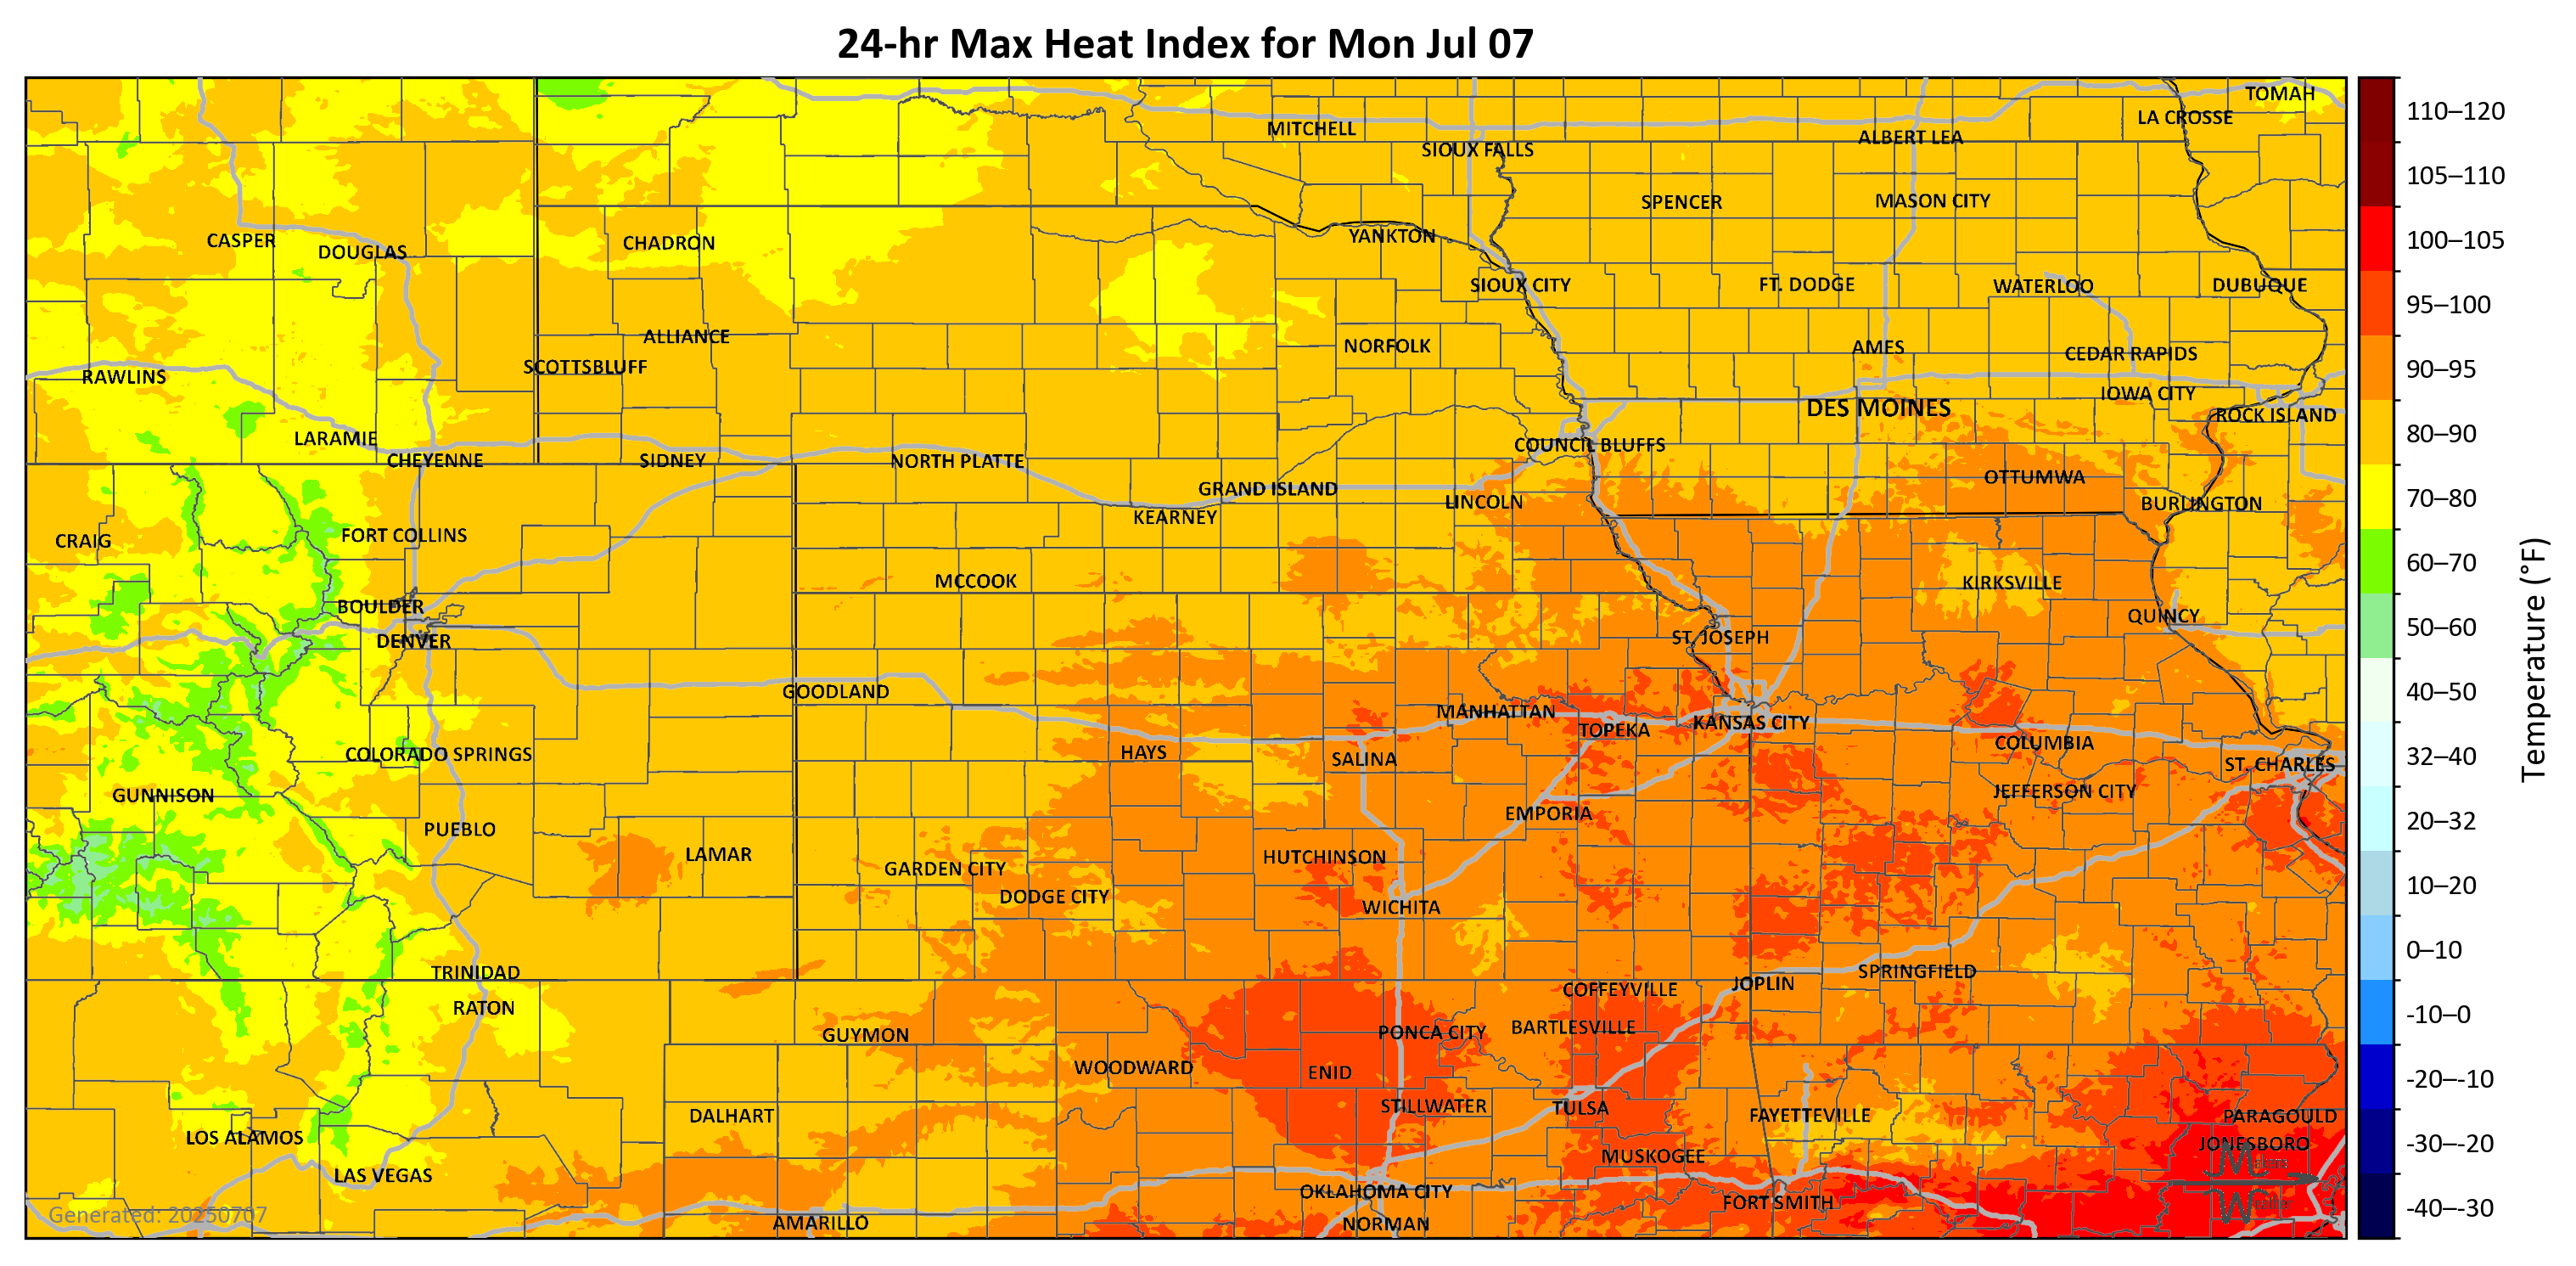 24-hr Max Heat Index for Mon Jul 07
TOMAH
LA CROSSE
MITCHELL
ALBERT LEA
SIOUX FALLS
SPENCER
MASON CITY
YANKTON
CASPER
CHADRON
DOUGLAS
SIOUX CITY
FT. DODGE
WATERLOO
DUBUQUE
ALLIANCE
NORFOLK
AMES
CEDAR RAPIDS
SCOTTSBLUFF
RAWLINS
IOWA CITY
DES MOINES
ROCK ISLAND
LARAMIE
COUNCIL BLUFFS
CHEYENNE
SIDNEY
NORTH PLATTE
OTTUMWA
GRAND ISLAND
LINCOLN
BURLINGTON
KEARNEY
FORT COLLINS
CRAIG
MCCOOK
KIRKSVILLE
BOULDER
QUINCY
DENVER
ST. JOSEPH
GOODLAND
MANHATTAN
KANSAS CITY
TOPEKA
COLUMBIA
COLORADO SPRINGS
HAYS
SALINA
ST. CHARLES
GUNNISON
JEFFERSON CITY
EMPORIA
PUEBLO
LAMAR
HUTCHINSON
GARDEN CITY
DODGE CITY
WICHITA
TRINIDAD
SPRINGFIELD
JOPLIN
COFFEYVILLE
RATON
GUYMON
PONCA CITY
BARTLESVILLE
WOODWARD
ENID
STILLWATER
TULSA
DALHART
FAYETTEVILLE
PARAGOULD
LOS ALAMOS
JONESBORO
MUSKOGEE
LAS VEGAS
OKLAHOMA CITY
FORT SMITH
AMARILLO
NORMAN
Generated: 20250707
110–120
105–110
100–105
95–100
90–95
80–90
70–80
60–70
50–60
40–50
32–40
20–32
10–20
0–10
-10–0
-20–-10
-30–-20
-40–-30
Temperature (°F)